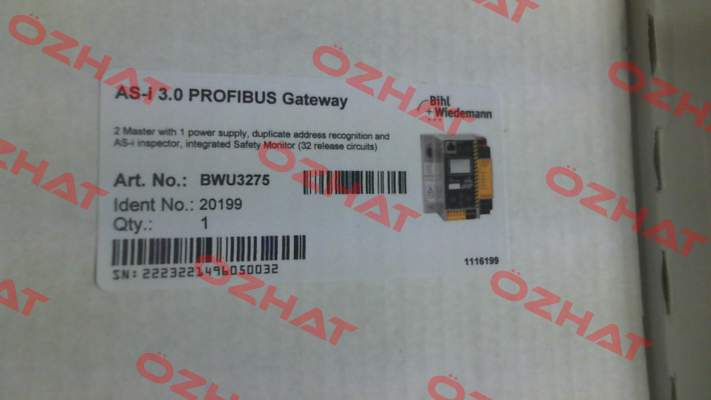 AS-i 3.0 PROFIBUS Gateway
Bihl
+ Wiedemann
2 Master with 1 power supply, duplicate address recognition and
AS-i inspector, integrated Safety Monitor (32 release circuits)
Art. No.: BWU3275
Ident No.: 20199
Qty.: 1
SN: 2223221496050032
1116199
ÖZHAT
ÖZHAT
ÖZHAT
ÖZHAT
ÖZHAT
ÖZHAT
ÖZHAT
ÖZHAT
ÖZHAT
ÖZHAT